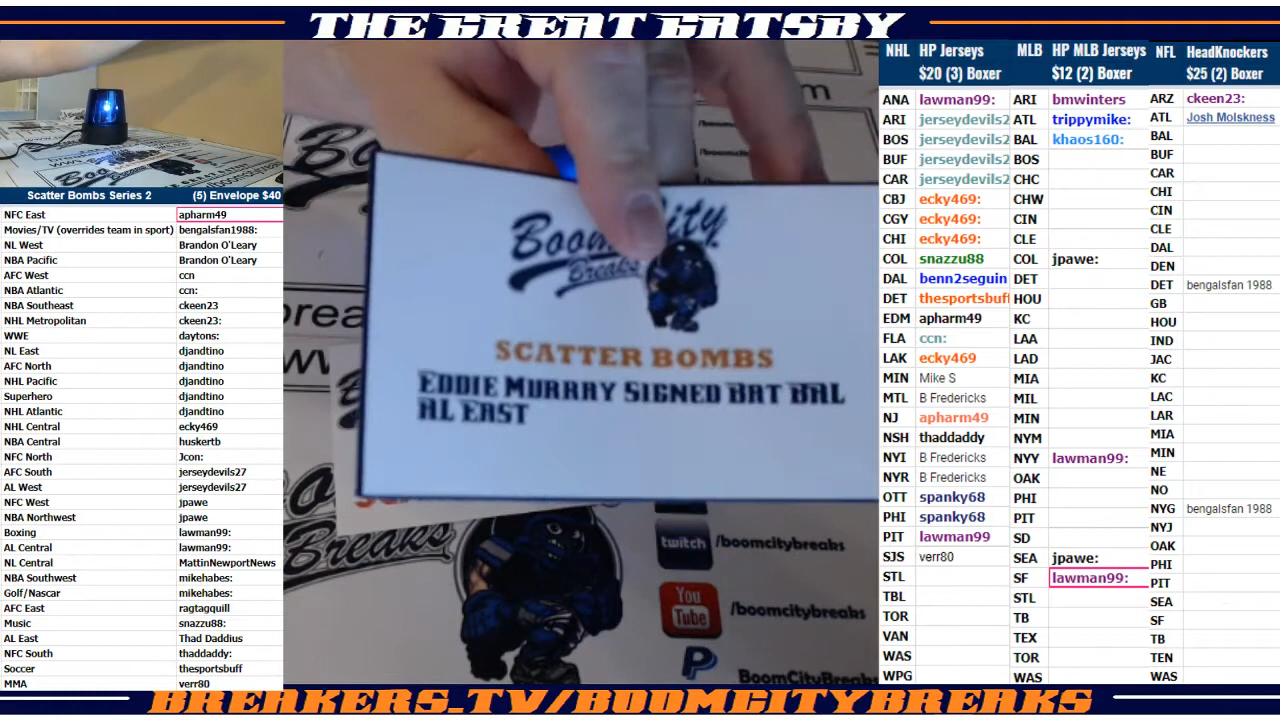 THE GREAT GATSBY
Scatter Bombs Series 2 (5) Envelope $40
NFC East apharm49
Movies/TV (overrides team in sport) bengalsfan1988:
NL West Brandon O'Leary
NBA Pacific Brandon O'Leary
AFC West ccn
NBA Atlantic ccn:
NBA Southeast ckeen23
NHL Metropolitan ckeen23:
WWE daytons:
NL East djandtino
AFC North djandtino
NHL Pacific djandtino
Superhero djandtino
NHL Atlantic djandtino
NHL Central ecky469
NBA Central huskertb
NFC North Jcon:
AFC South jerseydevils27
AL West jerseydevils27
NFC West jpawe
NBA Northwest jpawe
Boxing lawman99:
AL Central lawman99:
NL Central MattinNewportNews
NBA Southwest mikehabes:
Golf/Nascar mikehabes:
AFC East ragtagquill
Music snazzu88:
AL East Thad Daddius
NFC South thaddaddy:
Soccer thesportsbuff
MMA verr80
Boom City
Breaks
SCATTER BOMBS
EDDIE MURRAY SIGNED BAT BAL
AL EAST
Breaks
twitch /boomcitybreaks
You Tube /boomcitybreaks
BoomCityBreaks
NHL HP Jerseys
$20 (3) Boxer
ANA lawman99:
ARI jerseydevils2
BOS jerseydevils2
BUF jerseydevils2
CAR jerseydevils2
CBJ ecky469:
CGY ecky469:
CHI ecky469:
COL snazzu88
DAL benn2seguin
DET thesportsbuff
EDM apharm49
FLA ccn:
LAK ecky469
MIN Mike S
MTL B Fredericks
NJ apharm49
NSH thaddaddy
NYI B Fredericks
NYR B Fredericks
OTT spanky68
PHI spanky68
PIT lawman99
SJS verr80
STL
TBL
TOR
VAN
WAS
WPG
MLB HP MLB Jerseys
$12 (2) Boxer
ARI bmwinters
ATL trippymike:
BAL khaos160:
BOS
CHC
CHW
CIN
CLE
COL jpawe:
DET
HOU
KC
LAA
LAD
MIA
MIL
MIN
NYM
NYY lawman99:
OAK
PHI
PIT
SD
SEA jpawe:
SF lawman99:
STL
TB
TEX
TOR
WAS
NFL HeadKnockers
$25 (2) Boxer
ARZ ckeen23:
ATL Josh Molskness
BAL
BUF
CAR
CHI
CIN
CLE
DAL
DEN
DET bengalsfan 1988
GB
HOU
IND
JAC
KC
LAC
LAR
MIA
MIN
NE
NO
NYG bengalsfan 1988
NYJ
OAK
PHI
PIT
SEA
SF
TB
TEN
WAS
BREAKERS.TV/BOOMCITYBREAKS